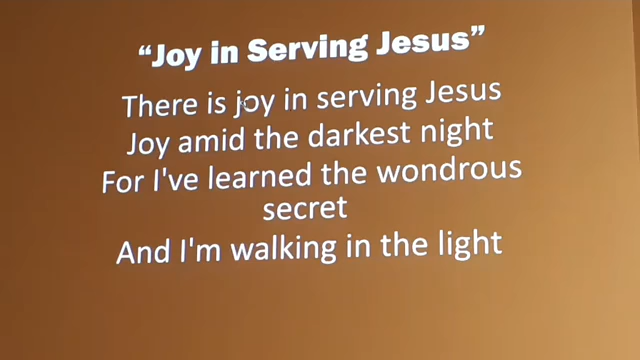 “Joy in Serving Jesus”
There is joy in serving Jesus
Joy amid the darkest night
For I've learned the wondrous
secret
And I'm walking in the light